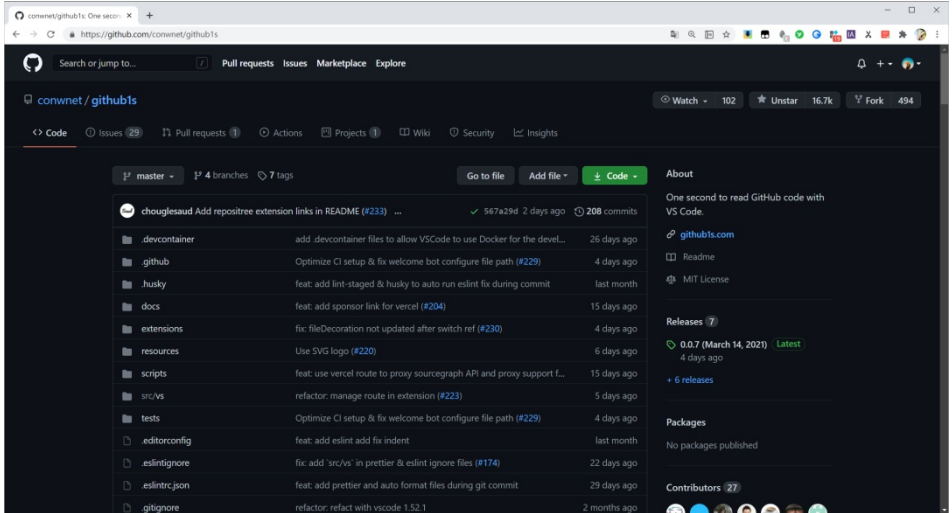 conwnet/github1s: One secon
https://github.com/conwnet/github1s
Search or jump to... / Pull requests Issues Marketplace Explore
conwnet / github1s Watch 102 Unstar 16.7k Fork 494
Code Issues 29 Pull requests 1 Actions Projects 1 Wiki Security Insights
master 4 branches 7 tags Go to file Add file Code
chouglesaud Add repositree extension links in README (#233) ... 567a29d 2 days ago 208 commits
.devcontainer add .devcontainer files to allow VSCode to use Docker for the devel... 26 days ago
.github Optimize CI setup & fix welcome bot configure file path (#229) 4 days ago
.husky feat: add lint-staged & husky to auto run eslint fix during commit last month
docs feat: add sponsor link for vercel (#204) 15 days ago
extensions fix: fileDecoration not updated after switch ref (#230) 4 days ago
resources Use SVG logo (#220) 6 days ago
scripts feat: use vercel route to proxy sourcegraph API and proxy support f... 15 days ago
src/vs refactor: manage route in extension (#223) 5 days ago
tests Optimize CI setup & fix welcome bot configure file path (#229) 4 days ago
.editorconfig feat: add eslint add fix indent last month
.eslintignore fix: add `src/vs` in prettier & eslint ignore files (#174) 22 days ago
.eslintrc.json feat: add prettier and auto format files during git commit 29 days ago
.gitignore refactor: refact with vscode 1.52.1 2 months ago
About
One second to read GitHub code with
VS Code.
github1s.com
Readme
MIT License
Releases 7
0.0.7 (March 14, 2021) Latest
4 days ago
+ 6 releases
Packages
No packages published
Contributors 27